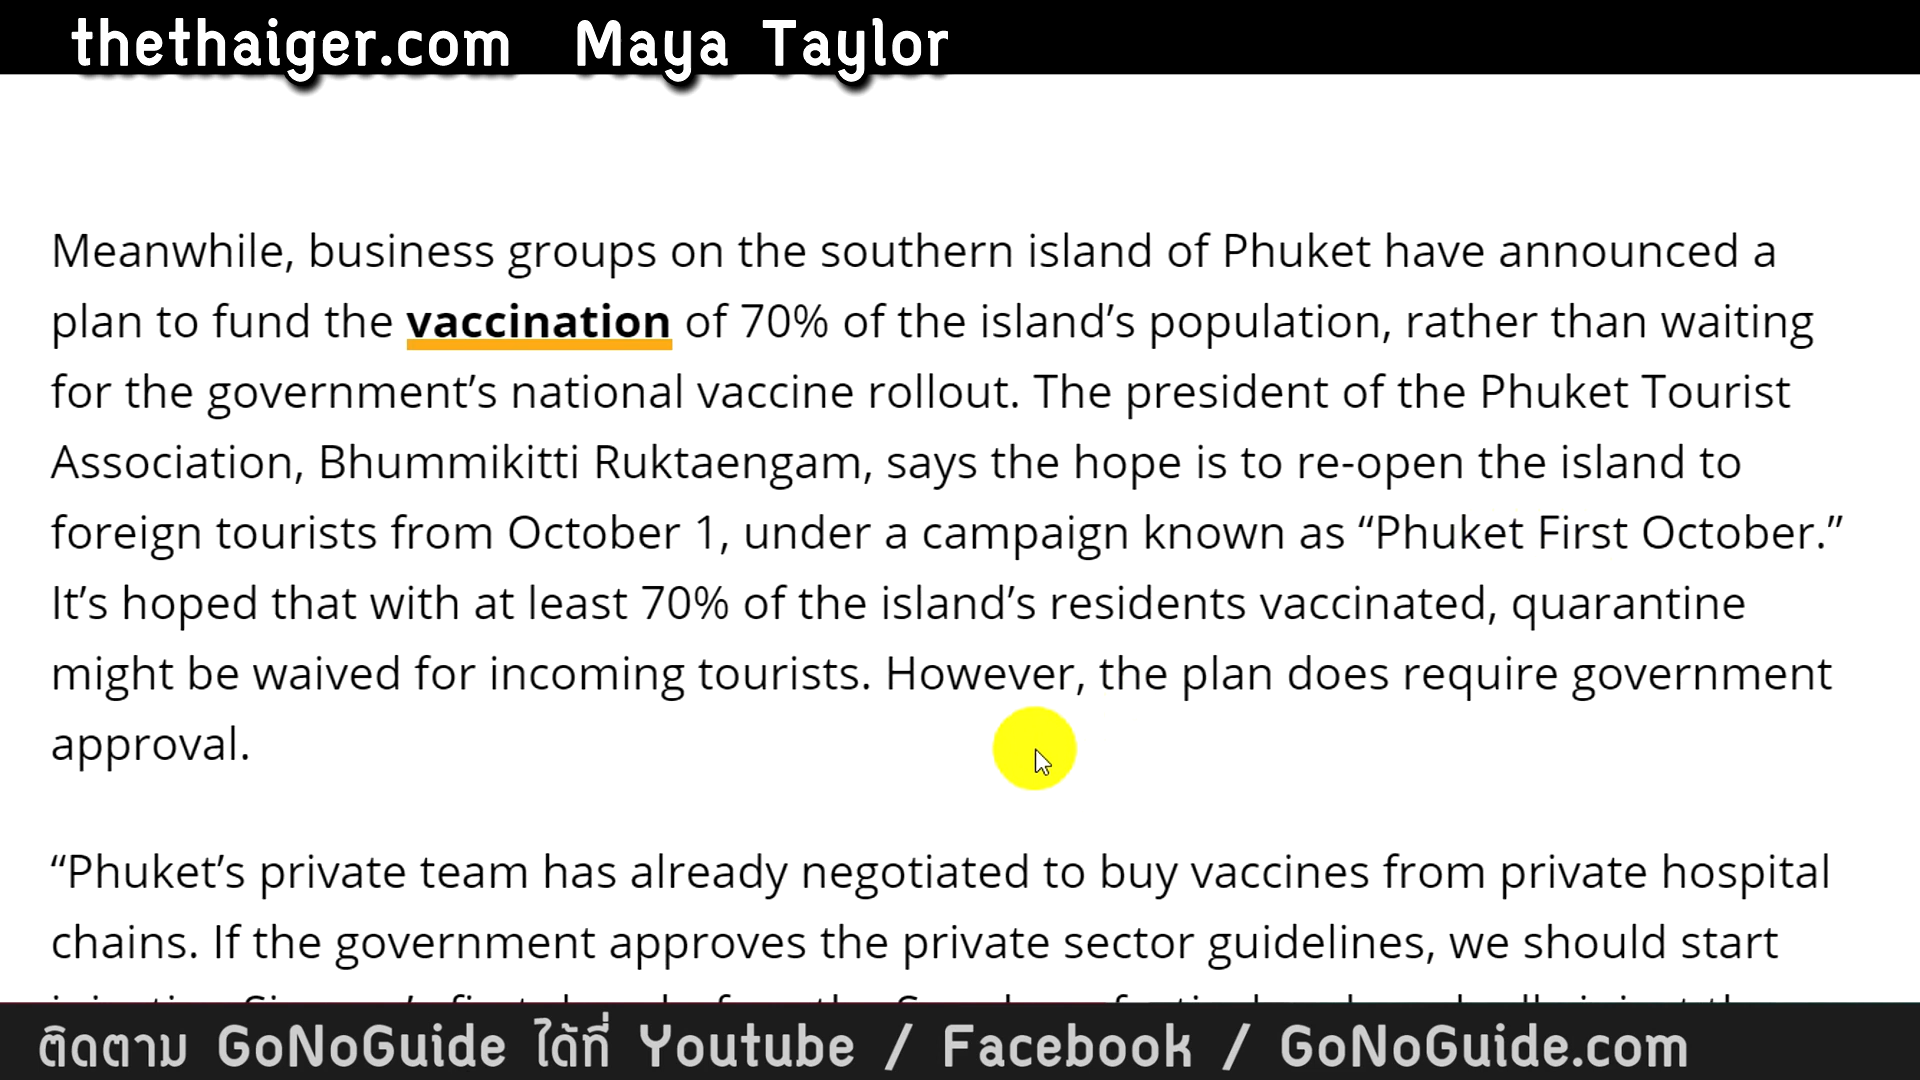 thethaiger.com Maya Taylor
Meanwhile, business groups on the southern island of Phuket have announced a
plan to fund the vaccination of 70% of the island’s population, rather than waiting
for the government’s national vaccine rollout. The president of the Phuket Tourist
Association, Bhummikitti Ruktaengam, says the hope is to re-open the island to
foreign tourists from October 1, under a campaign known as “Phuket First October.”
It’s hoped that with at least 70% of the island’s residents vaccinated, quarantine
might be waived for incoming tourists. However, the plan does require government
approval.
“Phuket’s private team has already negotiated to buy vaccines from private hospital
chains. If the government approves the private sector guidelines, we should start
ติดตาม GoNoGuide ได้ที่ Youtube / Facebook / GoNoGuide.com